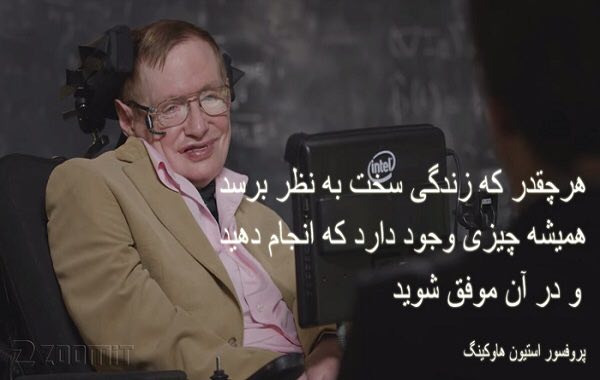 intel
هرچقدر که زندگی سخت به نظر برسد
همیشه چیزی وجود دارد که انجام دهید
و در آن موفق شوید
پروفسور استیون هاوکینگ
ZOOMIT